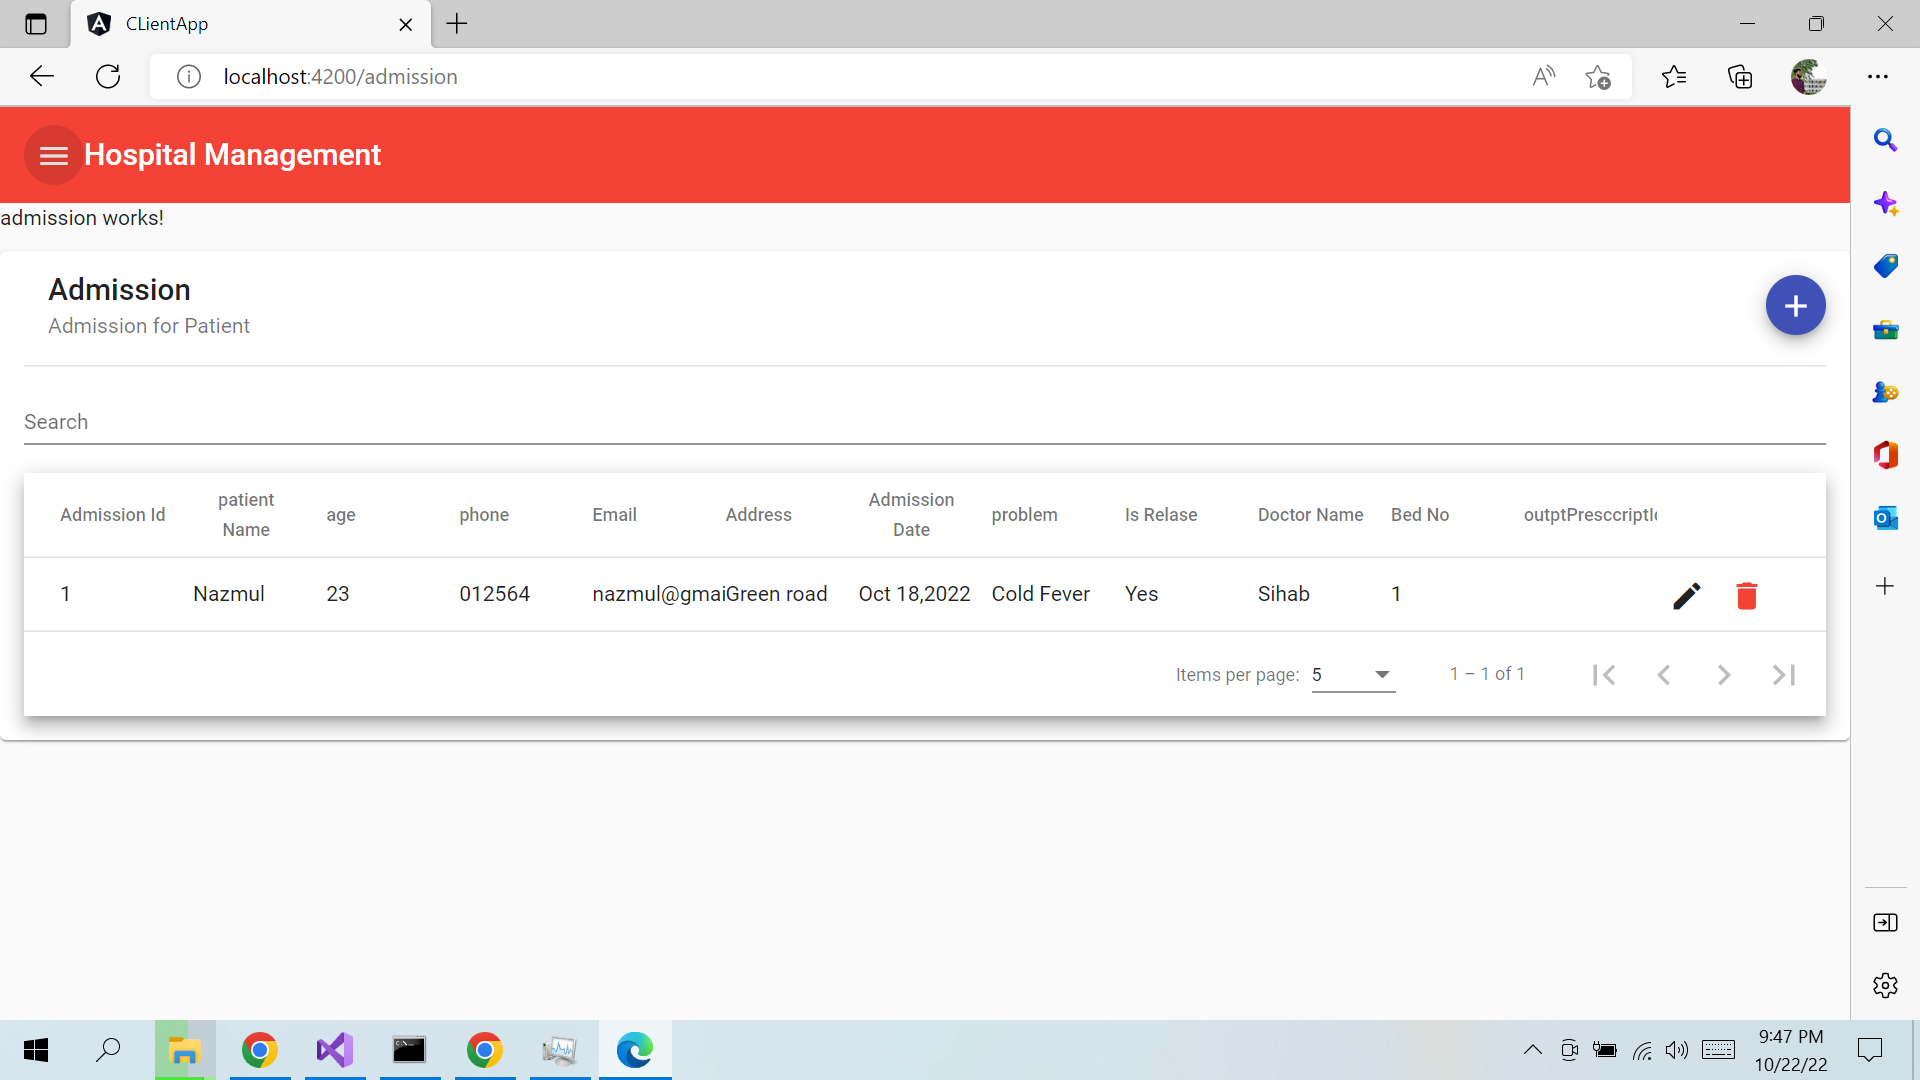 CLientApp
localhost:4200/admission
Hospital Management
admission works!
Admission
Admission for Patient
Search
Admission Id patient Name age phone Email Address Admission Date problem Is Relase Doctor Name Bed No outptPresccriptI
1 Nazmul 23 012564 nazmul@gmai Green road Oct 18,2022 Cold Fever Yes Sihab 1
Items per page: 5 1 – 1 of 1
9:47 PM
10/22/22